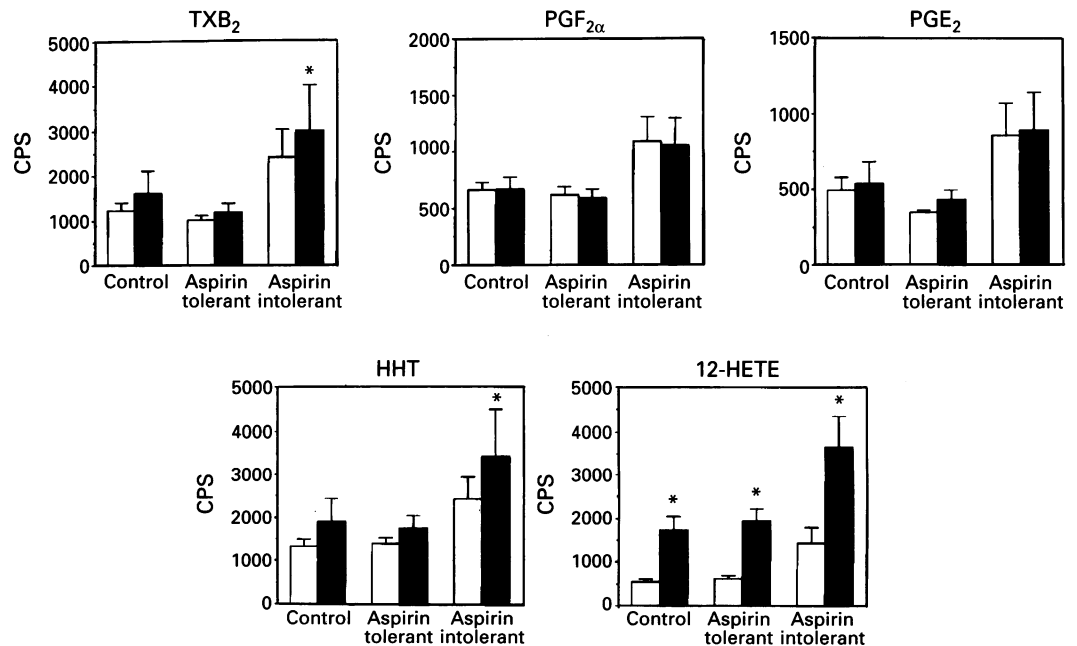 TXB2
5000
4000
3000
2000
1000
0
CPS
*
Control
Aspirin tolerant
Aspirin intolerant
PGF2α
2000
1500
1000
500
0
CPS
Control
Aspirin tolerant
Aspirin intolerant
PGE2
1500
1000
500
0
CPS
Control
Aspirin tolerant
Aspirin intolerant
HHT
5000
4000
3000
2000
1000
0
CPS
*
Control
Aspirin tolerant
Aspirin intolerant
12-HETE
5000
4000
3000
2000
1000
0
CPS
*
*
*
Control
Aspirin tolerant
Aspirin intolerant